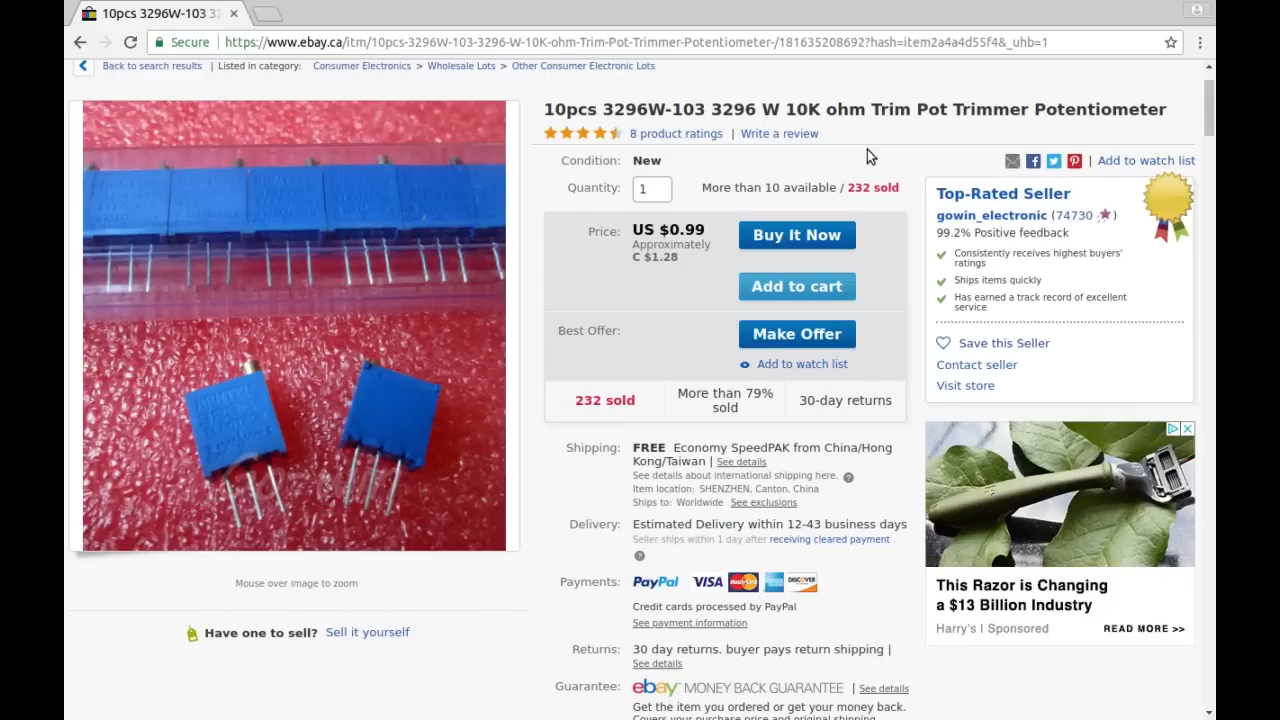 10pcs 3296W-103 32
Secure
https://www.ebay.ca/itm/10pcs-3296W-103-3296-W-10K-ohm-Trim-Pot-Trimmer-Potentiometer-/181635208692?hash=item2a4a4d55f4&_uhb=1
Back to search results | Listed in category: Consumer Electronics > Wholesale Lots > Other Consumer Electronic Lots
10pcs 3296W-103 3296 W 10K ohm Trim Pot Trimmer Potentiometer
8 product ratings | Write a review
Condition: New
Quantity: 1 More than 10 available / 232 sold
Price: US $0.99
Approximately
C $1.28
Buy It Now
Add to cart
Best Offer:
Make Offer
Add to watch list
232 sold
More than 79%
sold
30-day returns
Shipping: FREE Economy SpeedPAK from China/Hong
Kong/Taiwan | See details
See details about international shipping here. ?
Item location: SHENZHEN, Canton, China
Ships to: Worldwide See exclusions
Delivery: Estimated Delivery within 12-43 business days
Seller ships within 1 day after receiving cleared payment .
?
Payments: PayPal VISA MasterCard DISCOVER
Credit cards processed by PayPal
See payment information
Returns: 30 day returns. buyer pays return shipping |
See details
Guarantee: ebay MONEY BACK GUARANTEE | See details
Get the item you ordered or get your money back.
Covers your purchase price and original shipping.
Mouse over image to zoom
Have one to sell? Sell it yourself
| Add to watch list
Top-Rated Seller
gowin_electronic (74730 )
99.2% Positive feedback
Consistently receives highest buyers'
ratings
Ships items quickly
Has earned a track record of excellent
service
Save this Seller
Contact seller
Visit store
This Razor is Changing
a $13 Billion Industry
Harry's | Sponsored
READ MORE >>